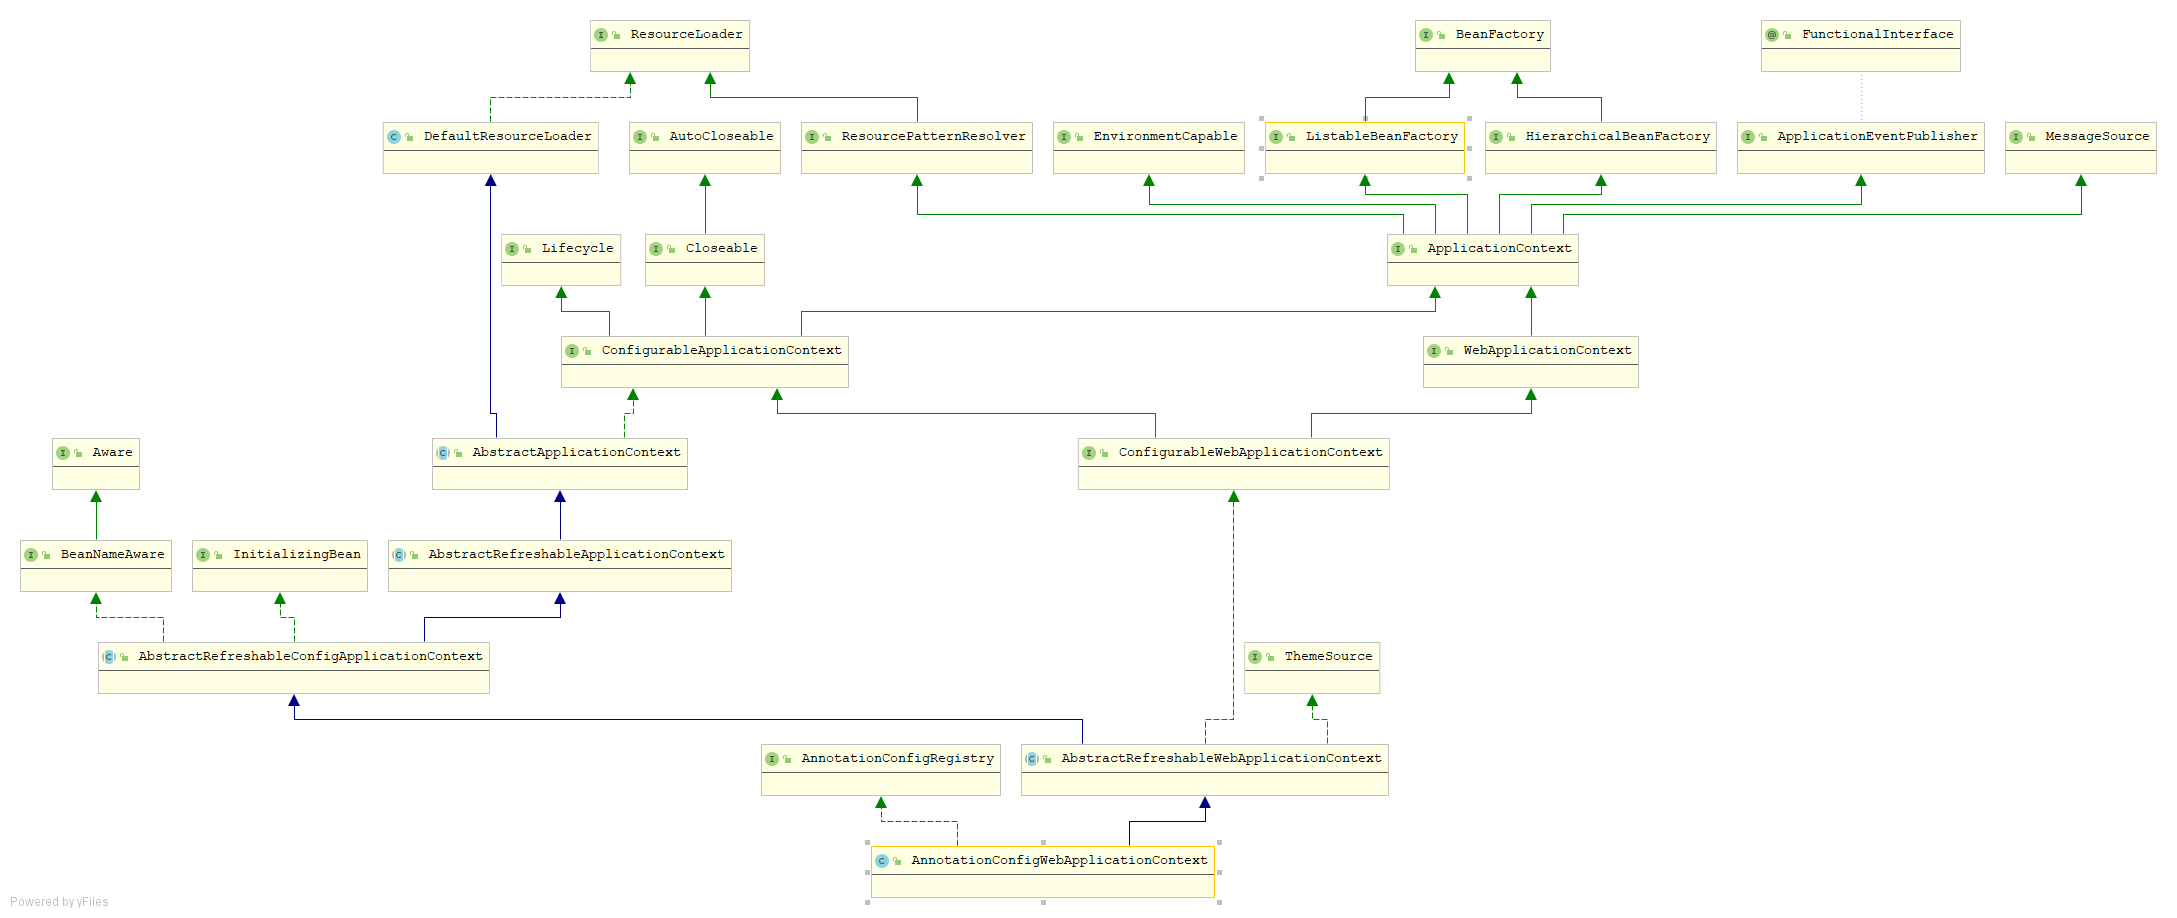 ResourceLoader
BeanFactory
FunctionalInterface
DefaultResourceLoader
AutoCloseable
ResourcePatternResolver
EnvironmentCapable
ListableBeanFactory
HierarchicalBeanFactory
ApplicationEventPublisher
MessageSource
Lifecycle
Closeable
ApplicationContext
ConfigurableApplicationContext
WebApplicationContext
Aware
AbstractApplicationContext
ConfigurableWebApplicationContext
BeanNameAware
InitializingBean
AbstractRefreshableApplicationContext
AbstractRefreshableConfigApplicationContext
ThemeSource
AnnotationConfigRegistry
AbstractRefreshableWebApplicationContext
AnnotationConfigWebApplicationContext
Powered by yFiles